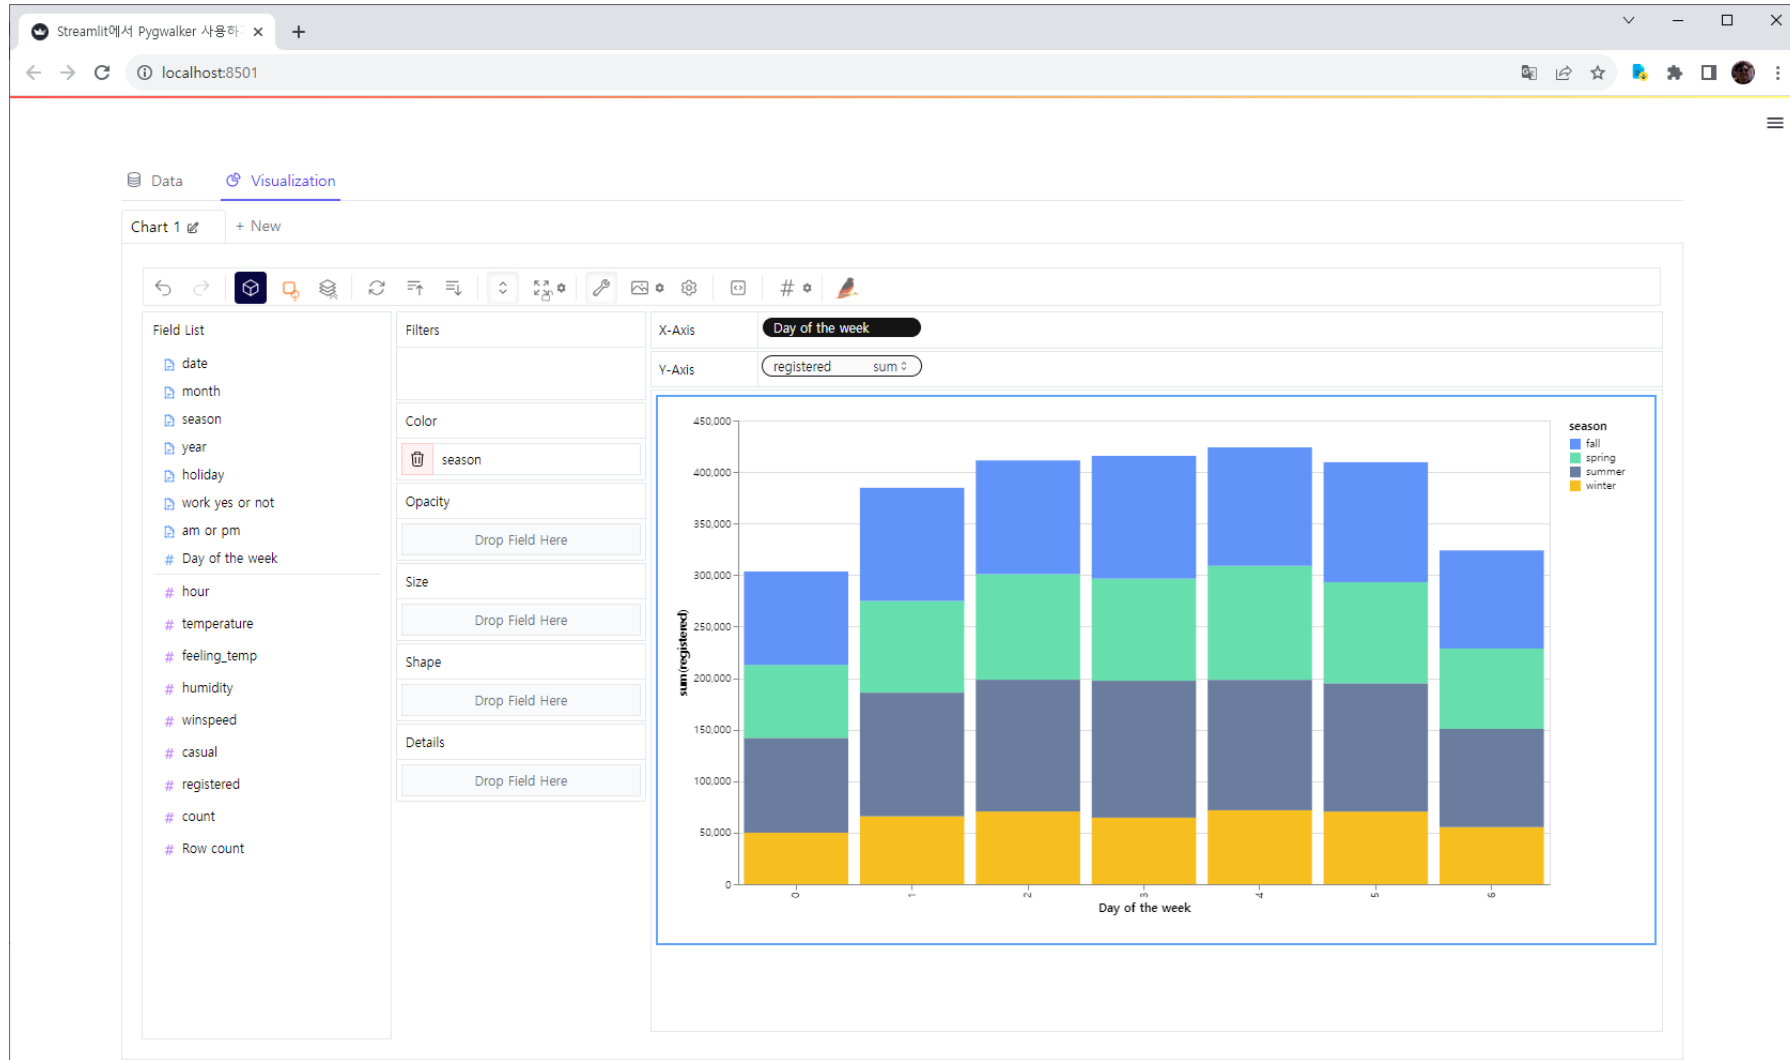 Streamlit에서 Pygwalker 사용하
localhost:8501
Data
Visualization
Chart 1
+ New
Field List
date
month
season
year
holiday
work yes or not
am or pm
# Day of the week
# hour
# temperature
# feeling_temp
# humidity
# winspeed
# casual
# registered
# count
# Row count
Filters
Color
season
Opacity
Drop Field Here
Size
Drop Field Here
Shape
Drop Field Here
Details
Drop Field Here
X-Axis
Day of the week
Y-Axis
registered sum
450,000
400,000
350,000
300,000
250,000
200,000
150,000
100,000
50,000
0
sum(registered)
0 1 2 3 4 5 6
Day of the week
season
fall
spring
summer
winter